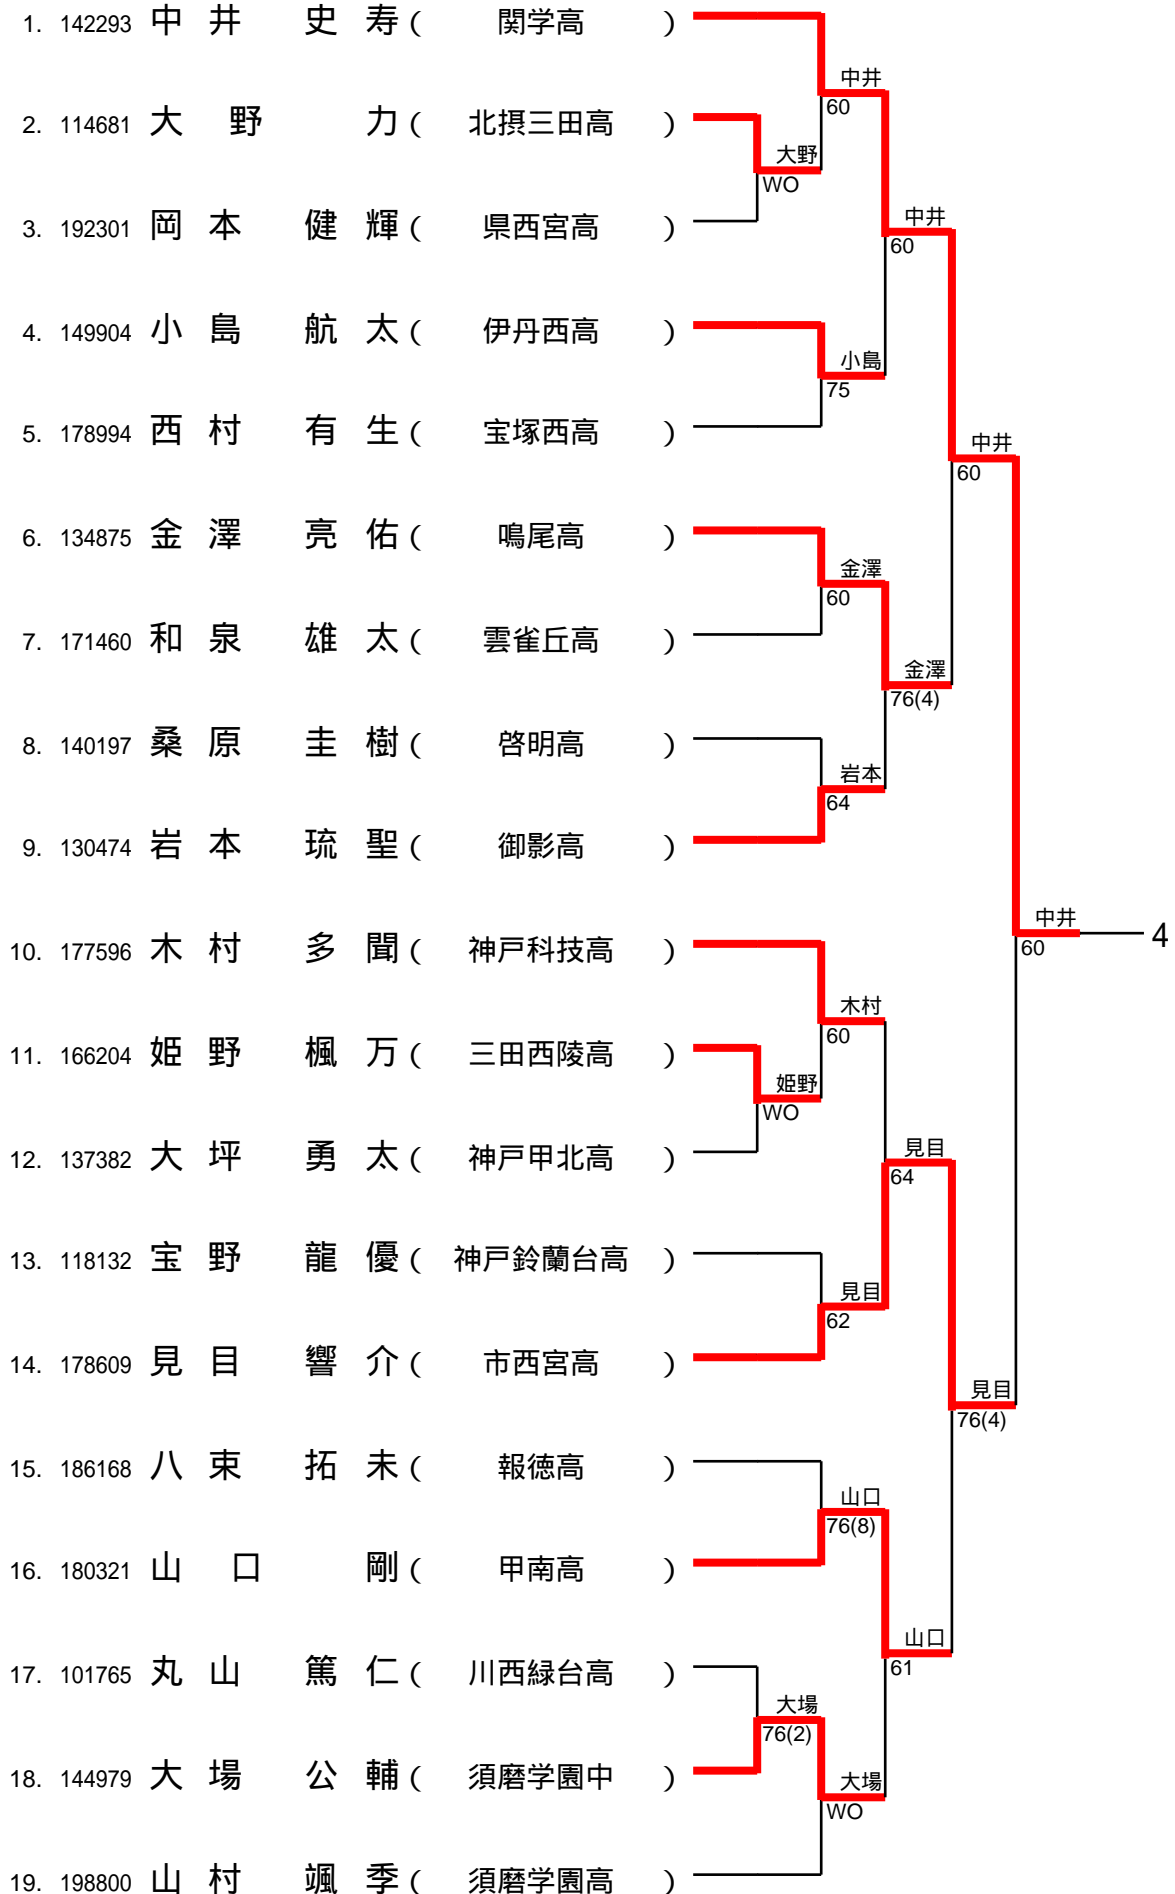 1. 142293 中井 史寿 ( 関学高 )
中井
60
2. 114681 大野 力 ( 北摂三田高 )
大野
WO
3. 192301 岡本 健輝 ( 県西宮高 )
中井
60
4. 149904 小島 航太 ( 伊丹西高 )
小島
75
5. 178994 西村 有生 ( 宝塚西高 )
中井
60
6. 134875 金澤 亮佑 ( 鳴尾高 )
金澤
60
7. 171460 和泉 雄太 ( 雲雀丘高 )
金澤
76(4)
8. 140197 桑原 圭樹 ( 啓明高 )
岩本
64
9. 130474 岩本 琉聖 ( 御影高 )
中井
60
4
10. 177596 木村 多聞 ( 神戸科技高 )
木村
60
11. 166204 姫野 楓万 ( 三田西陵高 )
姫野
WO
12. 137382 大坪 勇太 ( 神戸甲北高 )
見目
64
13. 118132 宝野 龍優 ( 神戸鈴蘭台高 )
見目
62
14. 178609 見目 響介 ( 市西宮高 )
見目
76(4)
15. 186168 八束 拓未 ( 報徳高 )
山口
76(8)
16. 180321 山口 剛 ( 甲南高 )
山口
61
17. 101765 丸山 篤仁 ( 川西緑台高 )
大場
76(2)
18. 144979 大場 公輔 ( 須磨学園中 )
大場
WO
19. 198800 山村 颯季 ( 須磨学園高 )